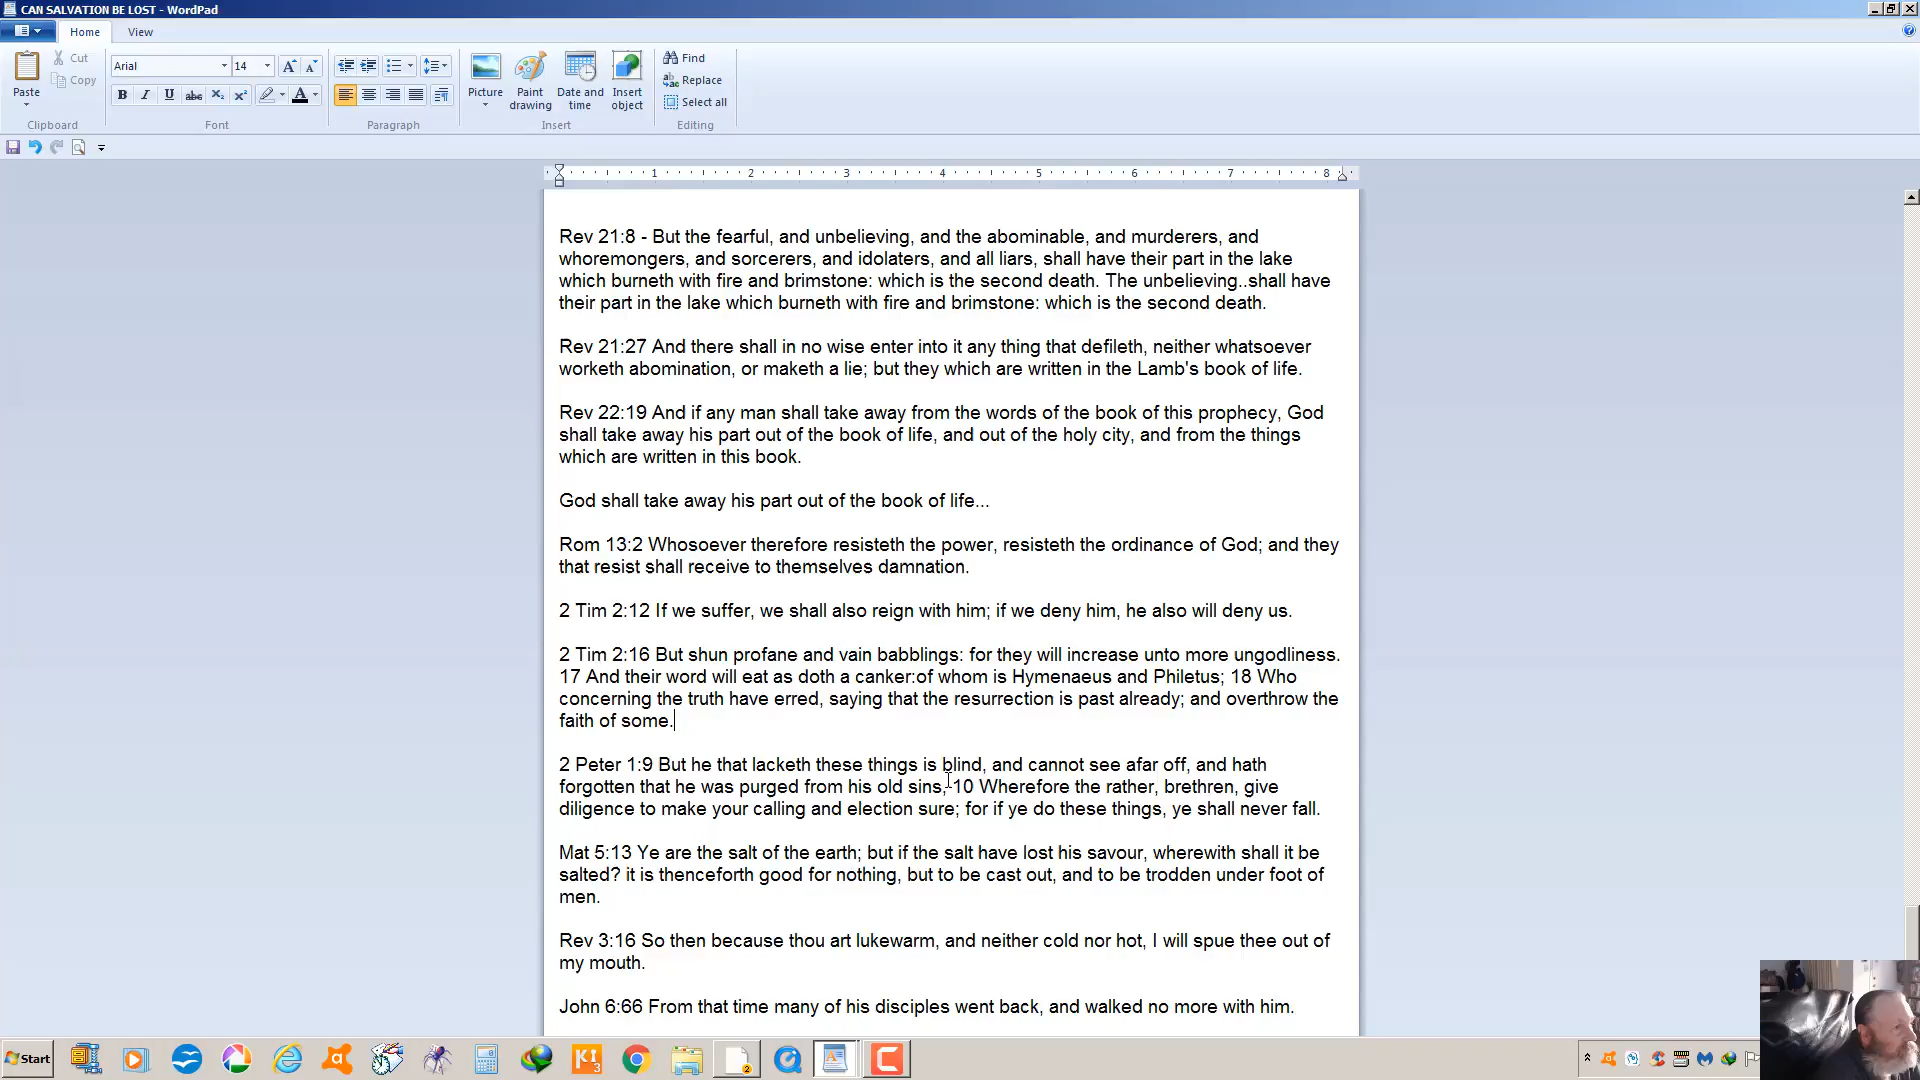 CAN SALVATION BE LOST - WordPad
Home
View
Paste
Cut
Copy
Clipboard
Arial
14
Font
Paragraph
Picture
Paint drawing
Date and time
Insert object
Insert
Find
Replace
Select all
Editing
1 2 3 4 5 6 7 8
Rev 21:8 - But the fearful, and unbelieving, and the abominable, and murderers, and
whoremongers, and sorcerers, and idolaters, and all liars, shall have their part in the lake
which burneth with fire and brimstone: which is the second death. The unbelieving..shall have
their part in the lake which burneth with fire and brimstone: which is the second death.
Rev 21:27 And there shall in no wise enter into it any thing that defileth, neither whatsoever
worketh abomination, or maketh a lie; but they which are written in the Lamb's book of life.
Rev 22:19 And if any man shall take away from the words of the book of this prophecy, God
shall take away his part out of the book of life, and out of the holy city, and from the things
which are written in this book.
God shall take away his part out of the book of life...
Rom 13:2 Whosoever therefore resisteth the power, resisteth the ordinance of God; and they
that resist shall receive to themselves damnation.
2 Tim 2:12 If we suffer, we shall also reign with him; if we deny him, he also will deny us.
2 Tim 2:16 But shun profane and vain babblings: for they will increase unto more ungodliness.
17 And their word will eat as doth a canker:of whom is Hymenaeus and Philetus; 18 Who
concerning the truth have erred, saying that the resurrection is past already; and overthrow the
faith of some.
2 Peter 1:9 But he that lacketh these things is blind, and cannot see afar off, and hath
forgotten that he was purged from his old sins, 10 Wherefore the rather, brethren, give
diligence to make your calling and election sure; for if ye do these things, ye shall never fall.
Mat 5:13 Ye are the salt of the earth; but if the salt have lost his savour, wherewith shall it be
salted? it is thenceforth good for nothing, but to be cast out, and to be trodden under foot of
men.
Rev 3:16 So then because thou art lukewarm, and neither cold nor hot, I will spue thee out of
my mouth.
John 6:66 From that time many of his disciples went back, and walked no more with him.
Start